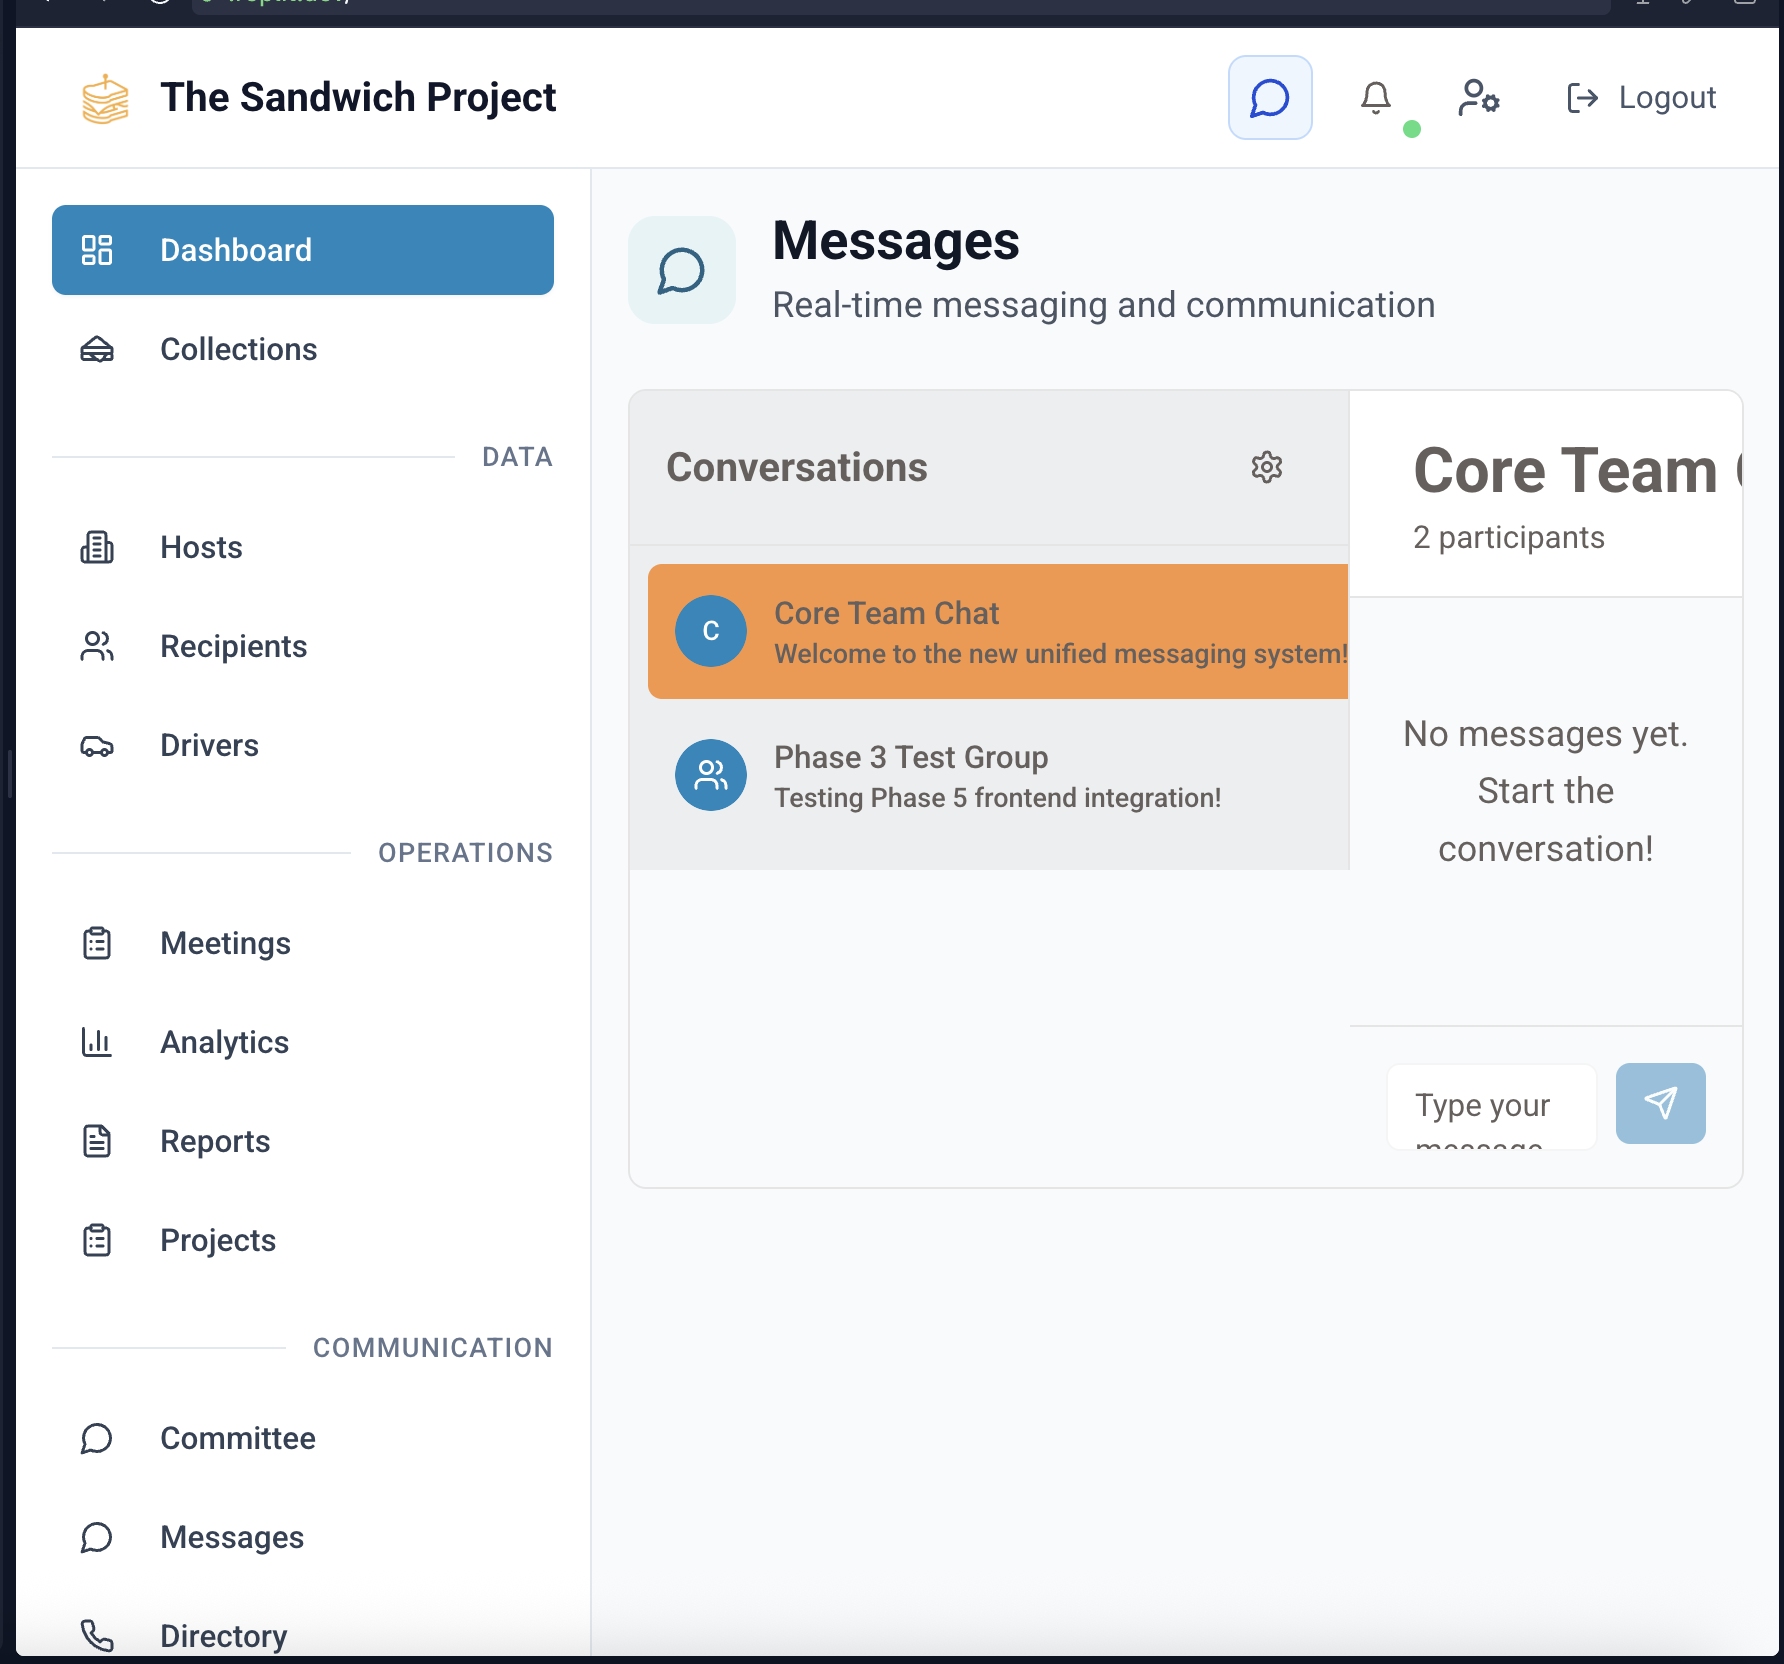 The Sandwich Project
Logout
Dashboard
Collections
DATA
Hosts
Recipients
Drivers
OPERATIONS
Meetings
Analytics
Reports
Projects
COMMUNICATION
Committee
Messages
Directory
Messages
Real-time messaging and communication
Conversations
C
Core Team Chat
Welcome to the new unified messaging system!
Phase 3 Test Group
Testing Phase 5 frontend integration!
Core Team
2 participants
No messages yet.
Start the
conversation!
Type your
message